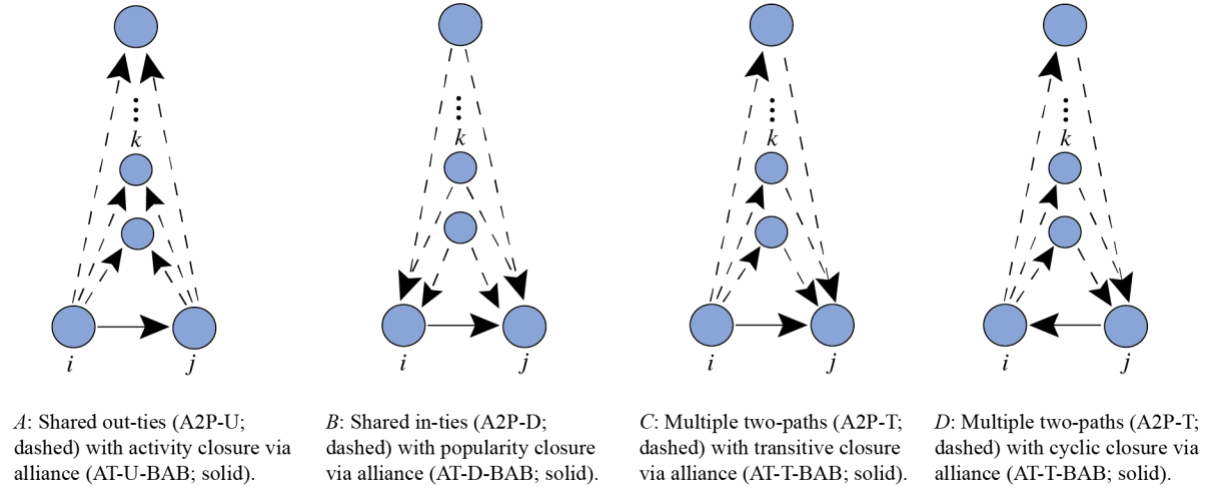 k
k
k
k
i
j
i
j
i
j
i
j
A: Shared out-ties (A2P-U;
dashed) with activity closure via
alliance (AT-U-BAB; solid).
B: Shared in-ties (A2P-D;
dashed) with popularity closure
via alliance (AT-D-BAB; solid).
C: Multiple two-paths (A2P-T;
dashed) with transitive closure
via alliance (AT-T-BAB; solid).
D: Multiple two-paths (A2P-T;
dashed) with cyclic closure via
alliance (AT-T-BAB; solid).